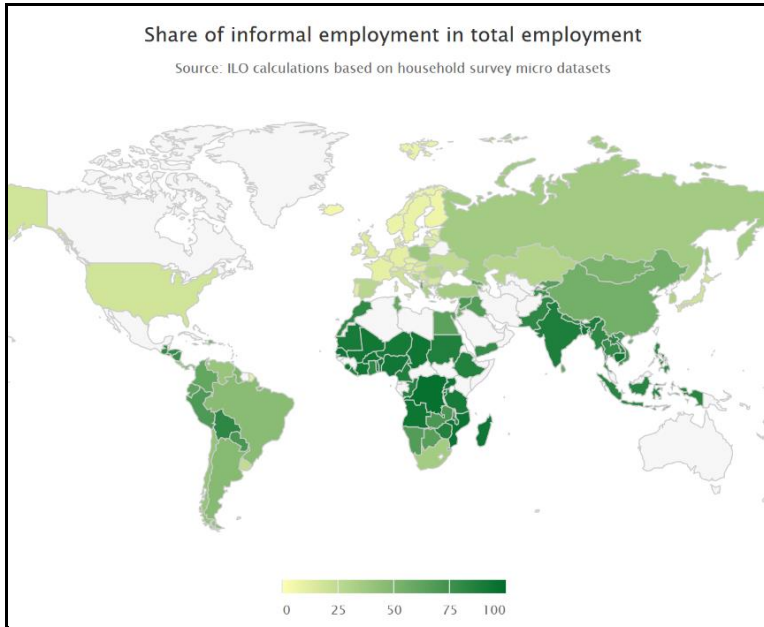 Share of informal employment in total employment
Source: ILO calculations based on household survey micro datasets
0 25 50 75 100